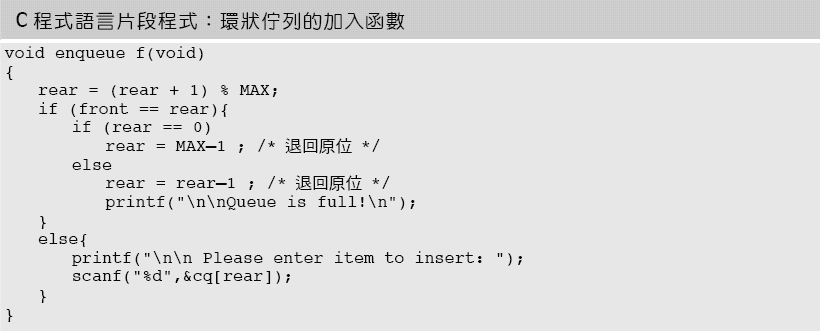 C 程式語言片段程式：環狀佇列的加入函數
void enqueue f(void)
{
    rear = (rear + 1) % MAX;
    if (front == rear){
        if (rear == 0)
            rear = MAX–1 ; /* 退回原位 */
        else
            rear = rear–1 ; /* 退回原位 */
            printf("\n\nQueue is full!\n");
    }
    else{
        printf("\n\n Please enter item to insert: ");
        scanf("%d",&cq[rear]);
    }
}